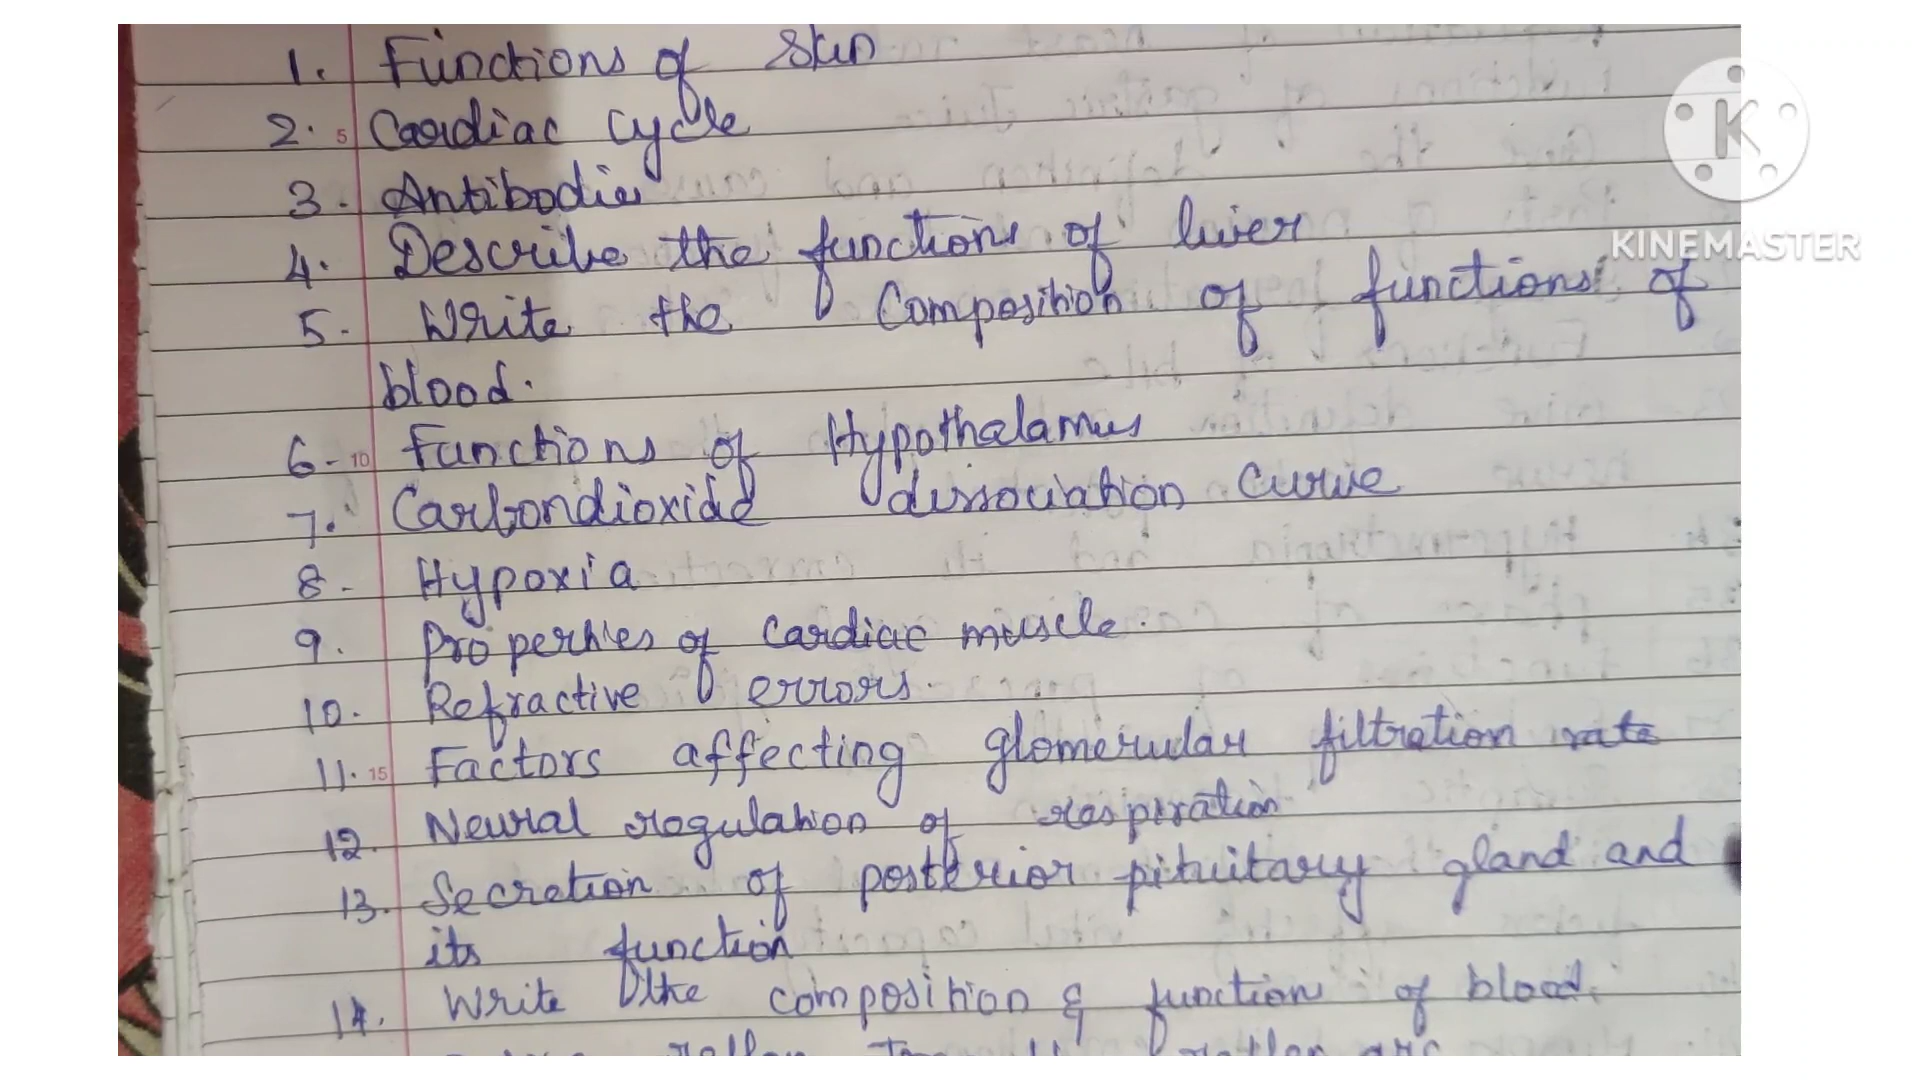 1. Functions of Skin
2. 5 Cardiac Cycle
3. Antibodies
4. Describe the functions of liver
5. Write the Composition of functions of
blood.
6- 10 Functions of Hypothalamus
7. Carbondioxide dissociation curve
8- Hypoxia
9. Properties of cardiac muscle.
10. Refractive errors.
11. 15 Factors affecting glomerular filtration rate
12. Neural regulation of respiration
13. Secretion of posterior pituitary gland and
its function
14. Write the composition & function of blood.
K
KINEMASTER